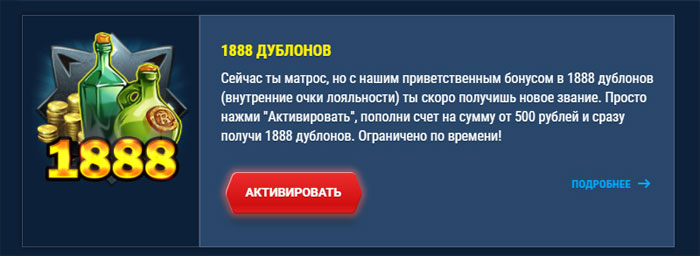 1888 ДУБЛОНОВ
Сейчас ты матрос, но с нашим приветственным бонусом в 1888 дублонов
(внутренние очки лояльности) ты скоро получишь новое звание. Просто
нажми "Активировать", пополни счет на сумму от 500 рублей и сразу
получи 1888 дублонов. Ограничено по времени!
1888
АКТИВИРОВАТЬ
ПОДРОБНЕЕ →